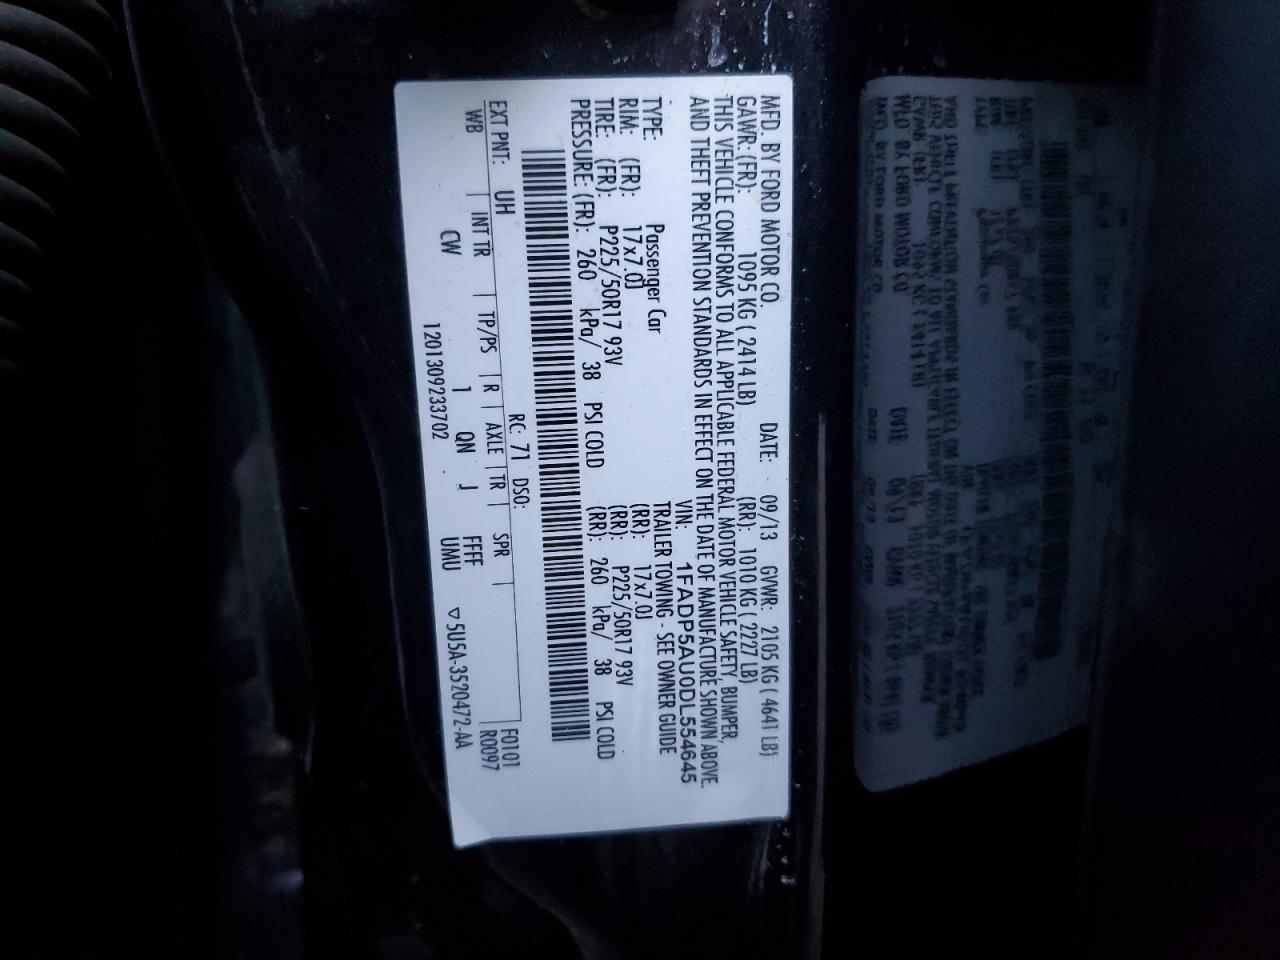 MFD. BY FORD MOTOR CO. DATE: 09/13 GVWR: 2105 KG ( 4641 LB)
GAWR: (FR): 1095 KG ( 2414 LB) (RR): 1010 KG ( 2227 LB)
THIS VEHICLE CONFORMS TO ALL APPLICABLE FEDERAL MOTOR VEHICLE SAFETY, BUMPER,
AND THEFT PREVENTION STANDARDS IN EFFECT ON THE DATE OF MANUFACTURE SHOWN ABOVE.
VIN: 1FADP5AU0DL554645
TYPE: Passenger Car TRAILER TOWING - SEE OWNER GUIDE
RIM: (FR): 17x7.0J (RR): 17x7.0J
TIRE: (FR): P225/50R17 93V (RR): P225/50R17 93V
PRESSURE: (FR): 260 kPa/ 38 PSI COLD (RR): 260 kPa/ 38 PSI COLD
F0101
EXT PNT: UH RC: 71 DSO: R0097
WB INT TR TP/PS R AXLE TR SPR
CW 1 QN J FFFF
1201309233702 UMU ▽5U5A-3520472-AA